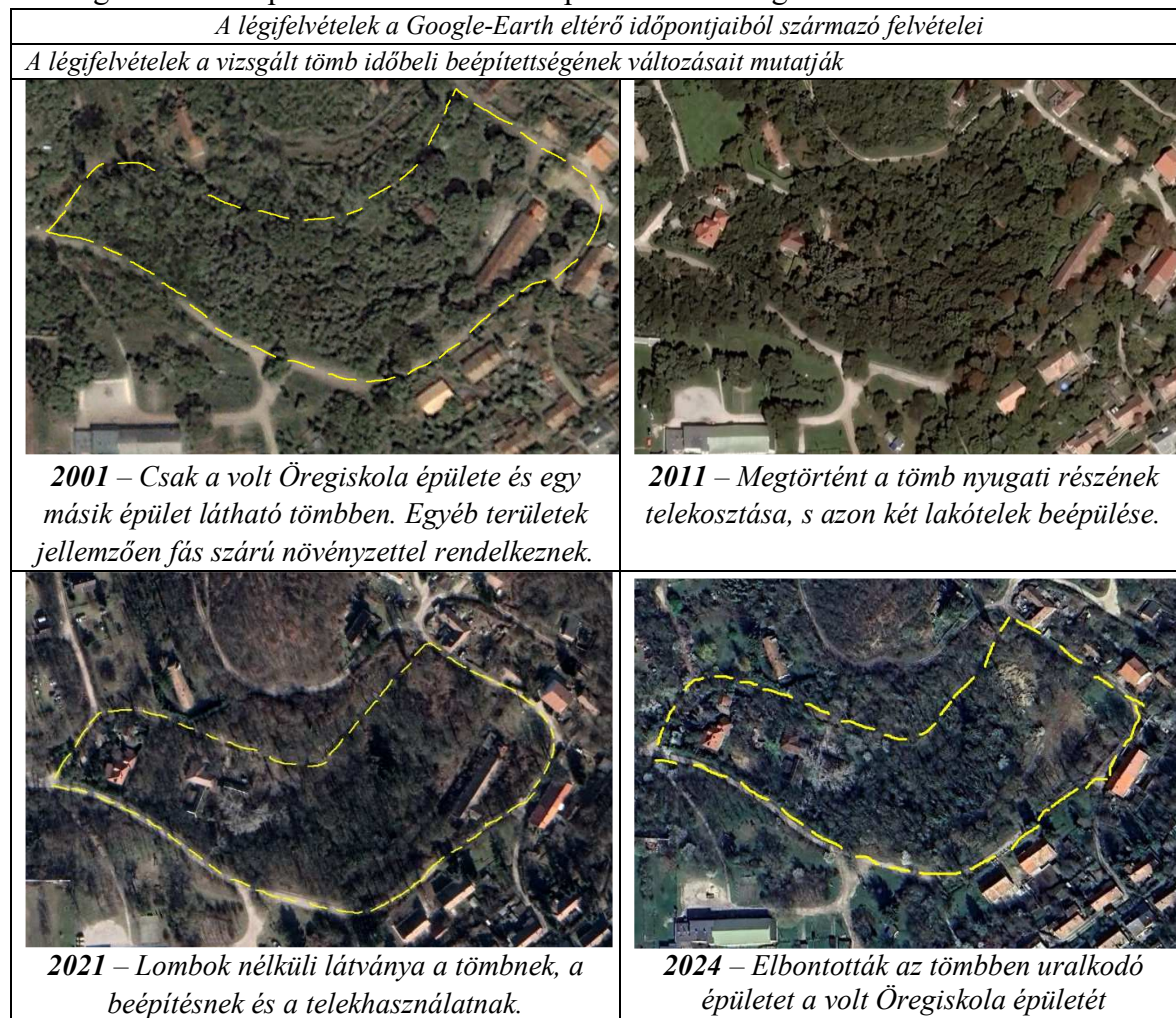 A légifelvételek a Google-Earth eltérő időpontjaiból származó felvételei
A légifelvételek a vizsgált tömb időbeli beépítettségének változásait mutatják
2001 – Csak a volt Öregiskola épülete és egy
másik épület látható tömbben. Egyéb területek
jellemzően fás szárú növényzettel rendelkeznek.
2011 – Megtörtént a tömb nyugati részének
telekosztása, s azon két lakótelek beépülése.
2021 – Lombok nélküli látványa a tömbnek, a
beépítésnek és a telekhasználatnak.
2024 – Elbontották az tömbben uralkodó
épületet a volt Öregiskola épületét